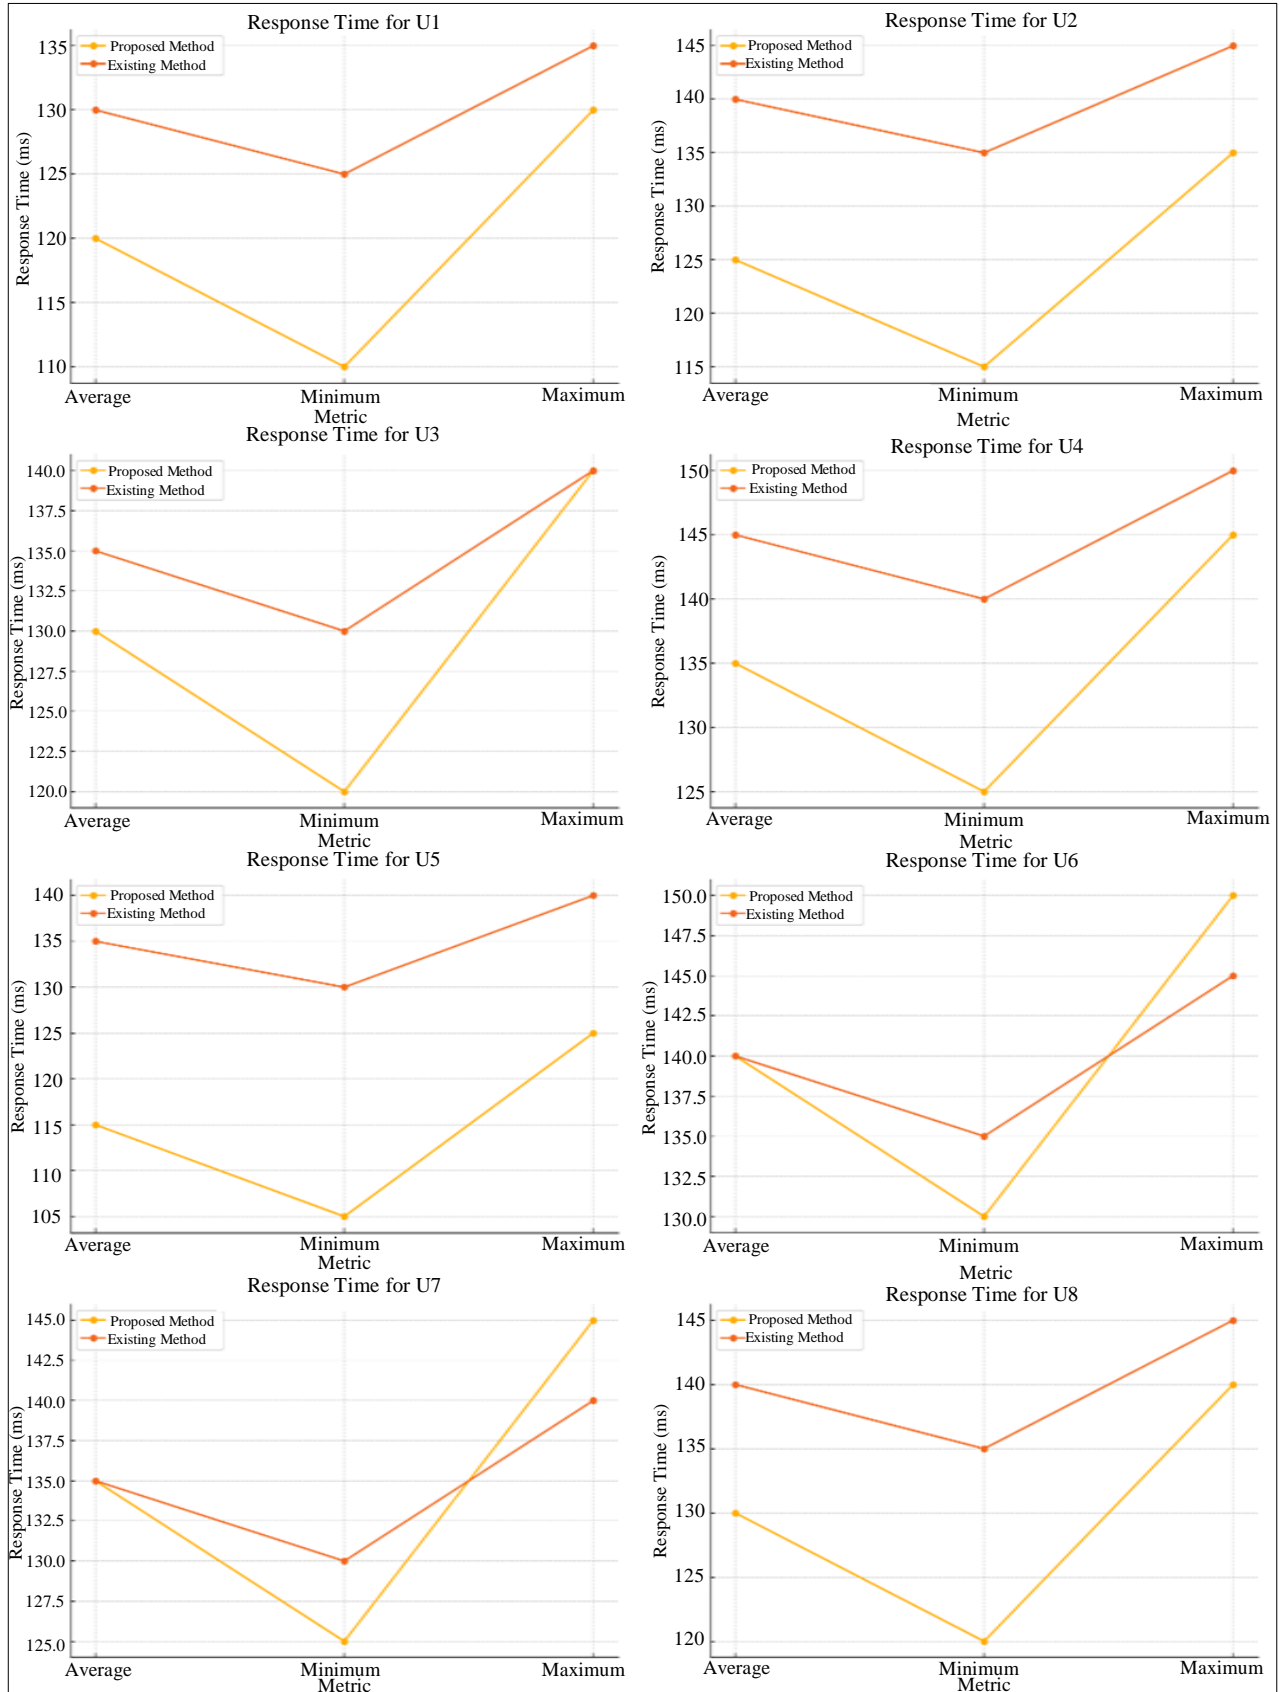 Response Time for U1
Proposed Method
Existing Method
135
130
125
120
115
110
Response Time (ms)
Average
Minimum
Maximum
Metric
Response Time for U2
Proposed Method
Existing Method
145
140
135
130
125
120
115
Response Time (ms)
Average
Minimum
Maximum
Metric
Response Time for U3
Proposed Method
Existing Method
140.0
137.5
135.0
132.5
130.0
127.5
125.0
122.5
120.0
Response Time (ms)
Average
Minimum
Maximum
Metric
Response Time for U4
Proposed Method
Existing Method
150
145
140
135
130
125
Response Time (ms)
Average
Minimum
Maximum
Metric
Response Time for U5
Proposed Method
Existing Method
140
135
130
125
120
115
110
105
Response Time (ms)
Average
Minimum
Maximum
Metric
Response Time for U6
Proposed Method
Existing Method
150.0
147.5
145.0
142.5
140.0
137.5
135.0
132.5
130.0
Response Time (ms)
Average
Minimum
Maximum
Metric
Response Time for U7
Proposed Method
Existing Method
145.0
142.5
140.0
137.5
135.0
132.5
130.0
127.5
125.0
Response Time (ms)
Average
Minimum
Maximum
Metric
Response Time for U8
Proposed Method
Existing Method
145
140
135
130
125
120
Response Time (ms)
Average
Minimum
Maximum
Metric